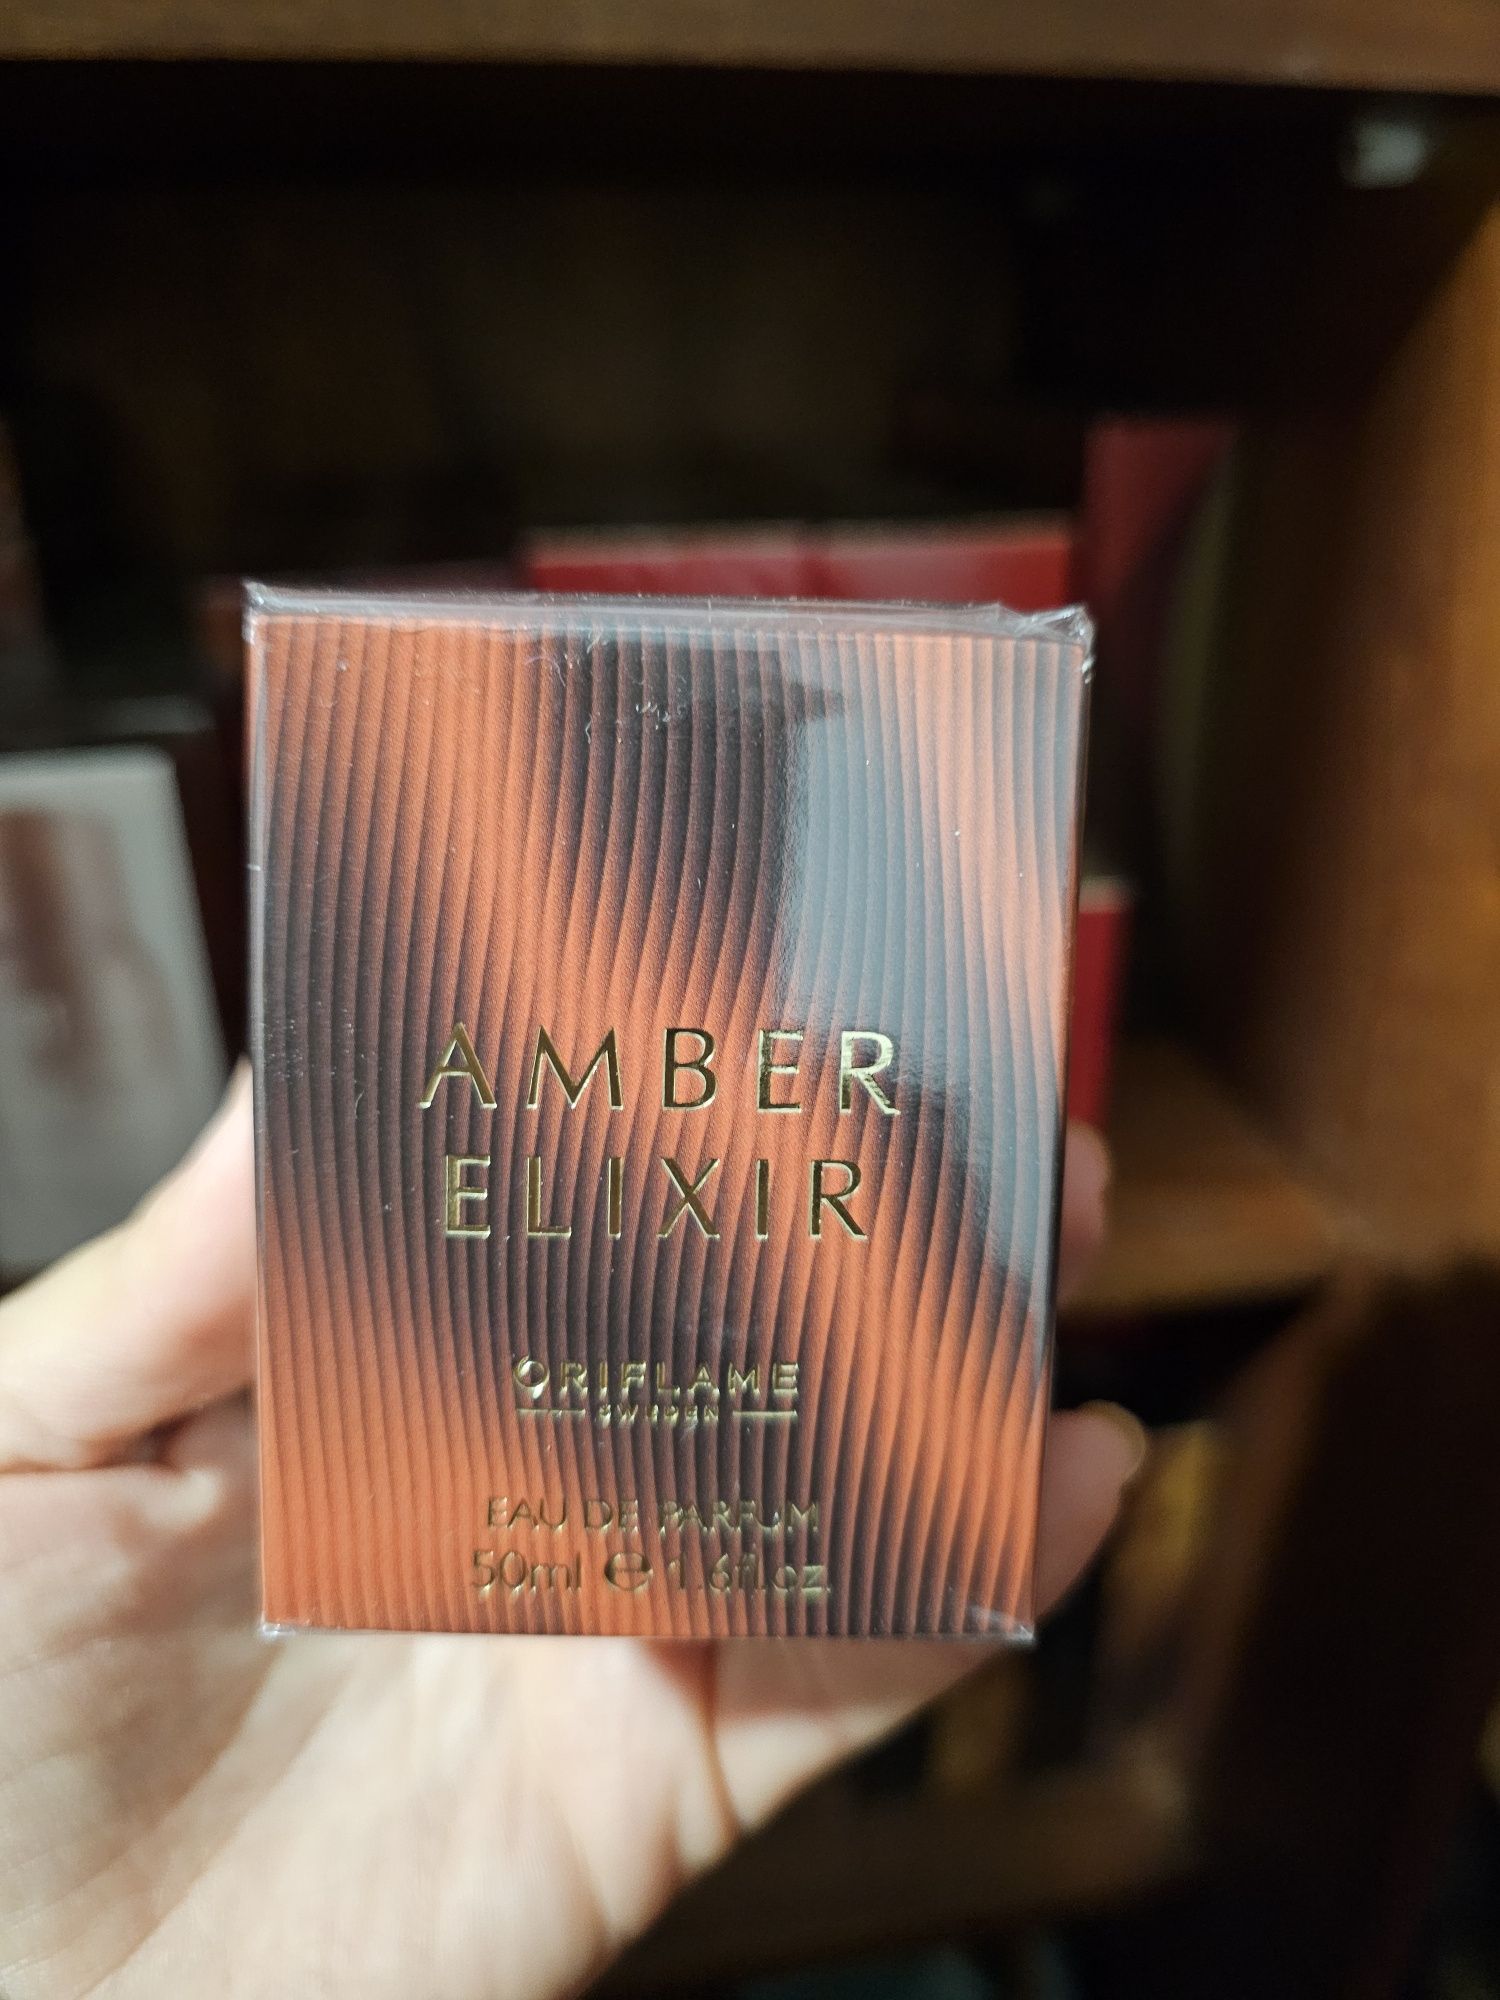 AMBER
ELIXIR
ORIFLAME
SWEDEN
EAU DE PARFUM
50ml ℮ 1.6fl.oz.